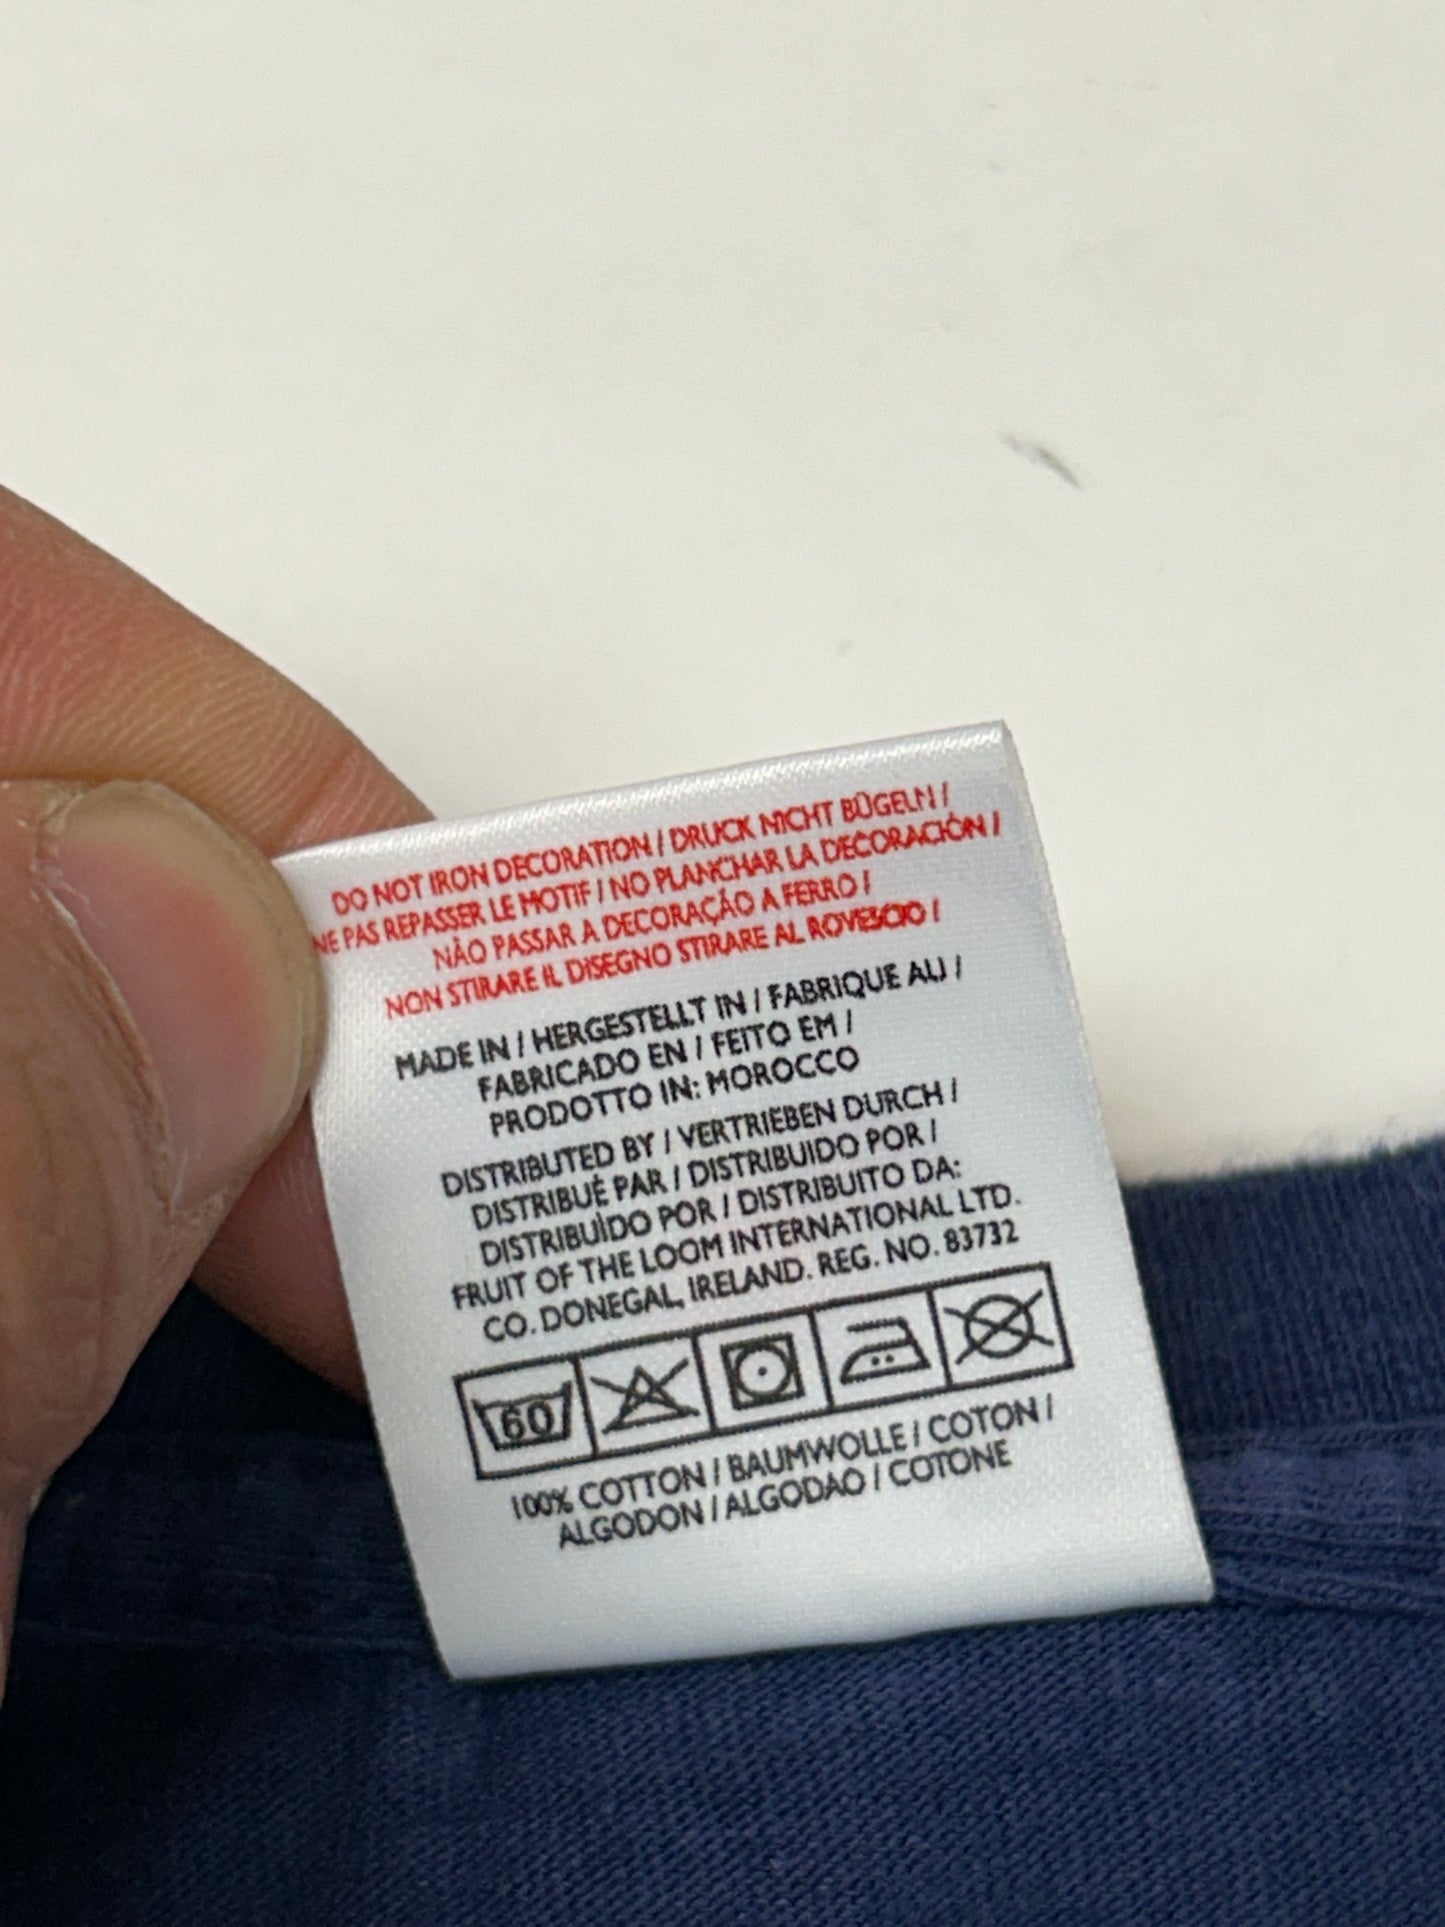 DO NOT IRON DECORATION / DRUCK NICHT BÜGELN /
NE PAS REPASSER LE MOTIF / NO PLANCHAR LA DECORACIÓN /
NÃO PASSAR A DECORAÇÃO A FERRO /
NON STIRARE IL DISEGNO STIRARE AL ROVESCIO /
MADE IN / HERGESTELLT IN / FABRIQUE AU /
FABRICADO EN / FEITO EM /
PRODOTTO IN: MOROCCO
DISTRIBUTED BY / VERTRIEBEN DURCH /
DISTRIBUÉ PAR / DISTRIBUIDO POR /
DISTRIBUÌDO POR / DISTRIBUITO DA:
FRUIT OF THE LOOM INTERNATIONAL LTD.
CO. DONEGAL, IRELAND. REG. NO. 83732
60
100% COTTON / BAUMWOLLE / COTON /
ALGODON / ALGODAO / COTONE